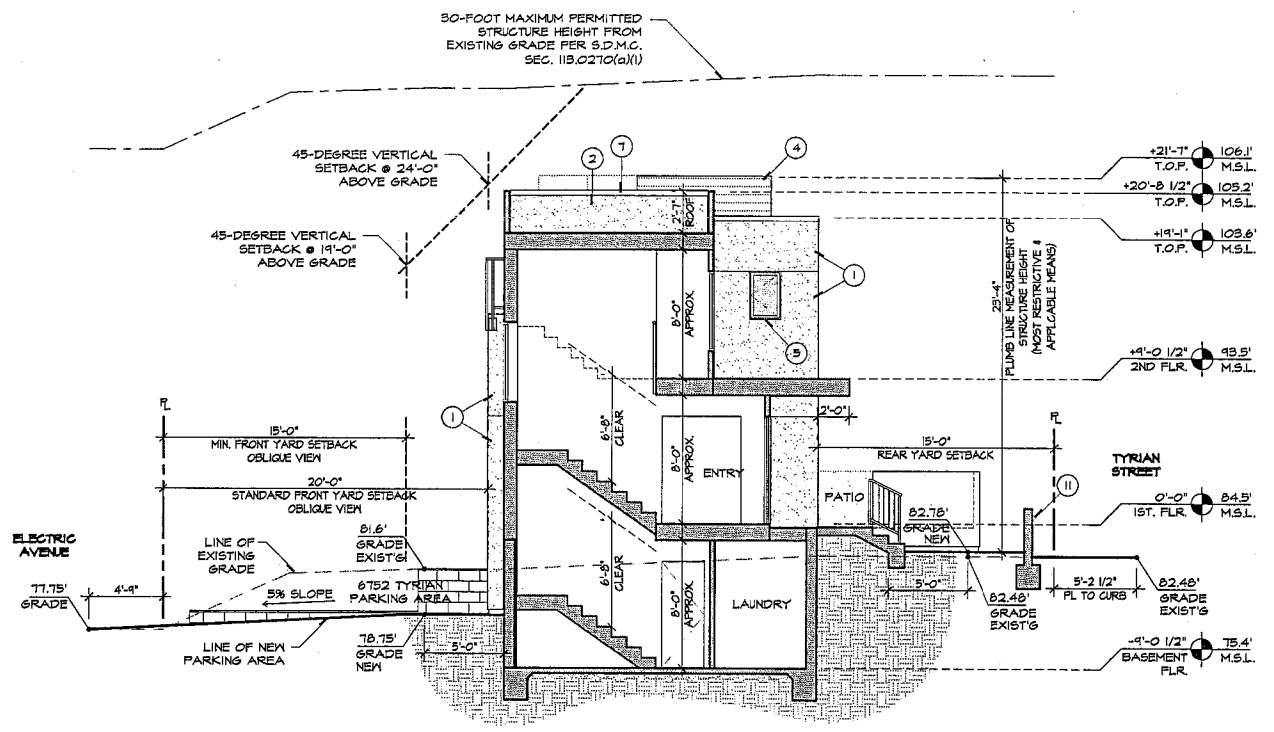 30-FOOT MAXIMUM PERMITTED
STRUCTURE HEIGHT FROM
EXISTING GRADE PER S.D.M.C.
SEC. 113.0270(a)(1)
45-DEGREE VERTICAL
SETBACK @ 24'-0"
ABOVE GRADE
45-DEGREE VERTICAL
SETBACK @ 19'-0"
ABOVE GRADE
2
7
4
2'-7"
ROOF
1
5
8'-0"
APPROX.
23'-4"
PLUMB LINE MEASUREMENT OF
STRUCTURE HEIGHT
(MOST RESTRICTIVE &
APPLCABLE MEANS)
+21'-7"
T.O.P.
106.1'
M.S.L.
+20'-8 1/2"
T.O.P.
105.2'
M.S.L.
+19'-1"
T.O.P.
103.6'
M.S.L.
+9'-0 1/2"
2ND FLR.
93.5'
M.S.L.
PL
15'-0"
MIN. FRONT YARD SETBACK
OBLIQUE VIEW
20'-0"
STANDARD FRONT YARD SETBACK
OBLIQUE VIEW
1
6'-8"
CLEAR
8'-0"
APPROX.
ENTRY
2'-0"
PL
15'-0"
REAR YARD SETBACK
TYRIAN
STREET
11
PATIO
82.78'
GRADE
NEW
0'-0"
1ST. FLR.
84.5'
M.S.L.
ELECTRIC
AVENUE
77.75'
GRADE
4'-9"
LINE OF
EXISTING
GRADE
81.6'
GRADE
EXIST'G
6752 TYRIAN
PARKING AREA
5% SLOPE
LINE OF NEW
PARKING AREA
78.75'
GRADE
NEW
5'-0"
6'-8"
CLEAR
8'-0"
APPROX.
LAUNDRY
5'-0"
82.48'
GRADE
EXIST'G
5'-2 1/2"
PL TO CURB
82.48'
GRADE
EXIST'G
-9'-0 1/2"
BASEMENT
FLR.
75.4'
M.S.L.